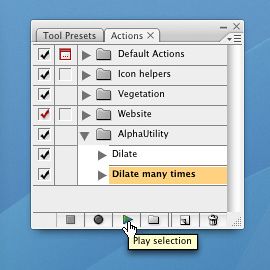 Tool Presets Actions ×
Default Actions
Icon helpers
Vegetation
Website
AlphaUtility
Dilate
Dilate many times
Play selection